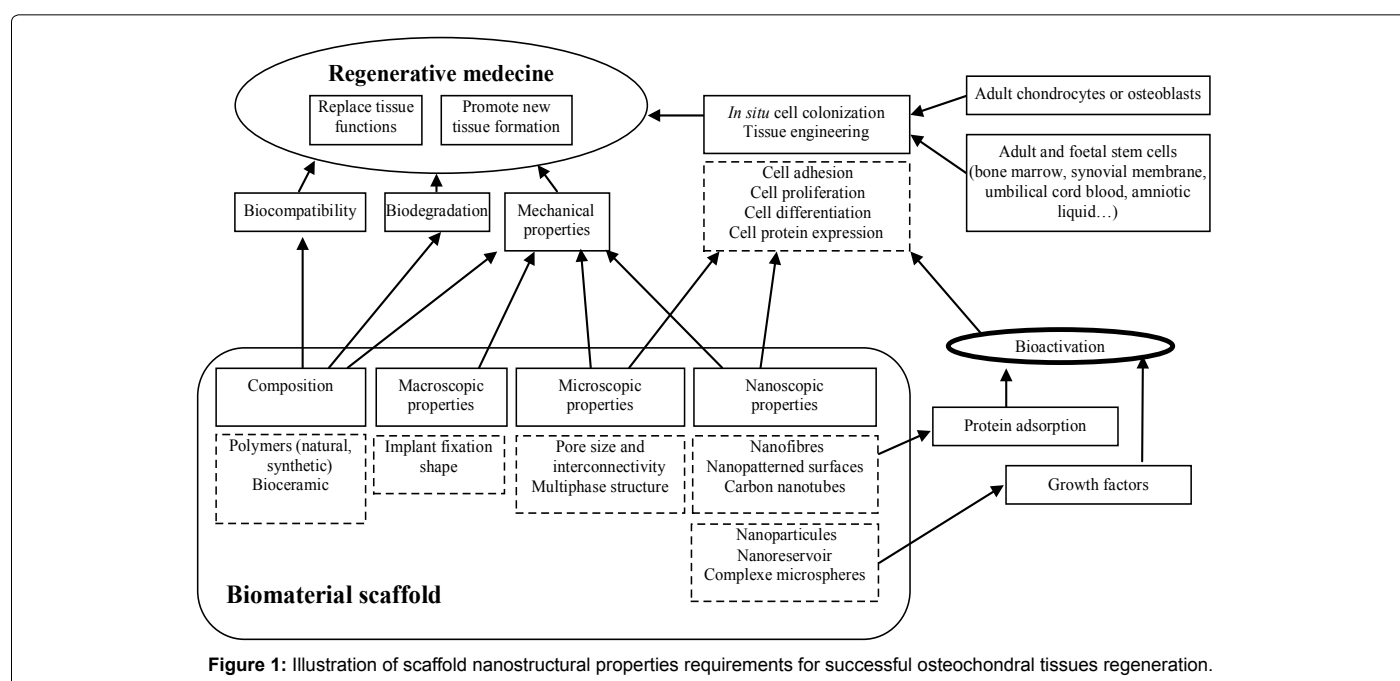 Regenerative medecine
Replace tissue
functions
Promote new
tissue formation
In situ cell colonization
Tissue engineering
Adult chondrocytes or osteoblasts
Adult and foetal stem cells
(bone marrow, synovial membrane,
umbilical cord blood, amniotic
liquid…)
Cell adhesion
Cell proliferation
Cell differentiation
Cell protein expression
Biocompatibility
Biodegradation
Mechanical
properties
Bioactivation
Composition
Macroscopic
properties
Microscopic
properties
Nanoscopic
properties
Protein adsorption
Polymers (natural,
synthetic)
Bioceramic
Implant fixation
shape
Pore size and
interconnectivity
Multiphase structure
Nanofibres
Nanopatterned surfaces
Carbon nanotubes
Growth factors
Nanoparticules
Nanoreservoir
Complexe microspheres
Biomaterial scaffold
Figure 1: Illustration of scaffold nanostructural properties requirements for successful osteochondral tissues regeneration.